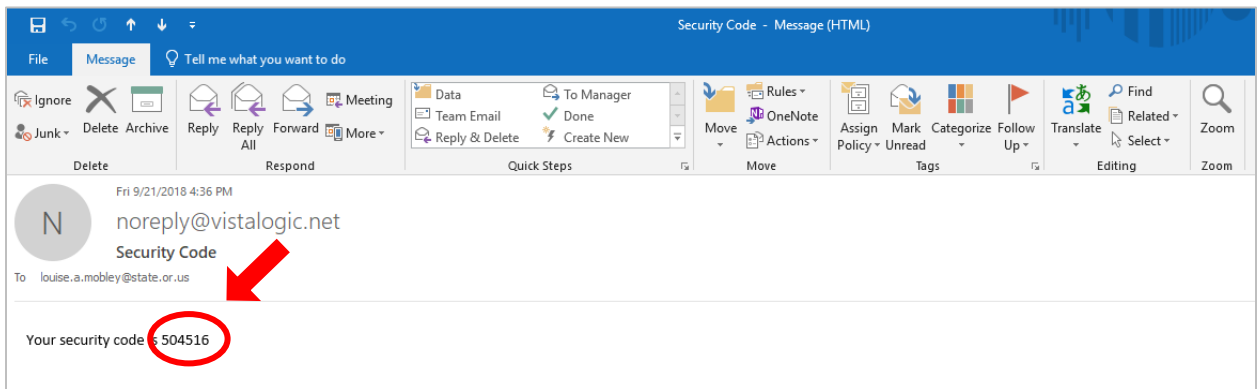 Security Code - Message (HTML)
File Message Tell me what you want to do
Ignore
Junk
Delete Archive
Reply Reply All Forward
Meeting
More
Data To Manager
Team Email Done
Reply & Delete Create New
Move
Rules
OneNote
Actions
Assign Policy Mark Unread Categorize Follow Up
Translate
Find
Related
Select
Zoom
Delete Respond Quick Steps Move Tags Editing Zoom
Fri 9/21/2018 4:36 PM
N
noreply@vistalogic.net
Security Code
To louise.a.mobley@state.or.us
Your security code s 504516